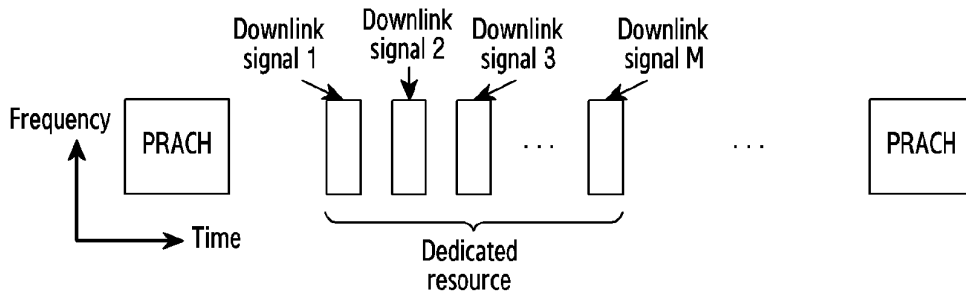 Downlink
signal 1
Downlink
signal 2
Downlink
signal 3
Downlink
signal M
Frequency
PRACH
. . .
. . .
PRACH
Time
Dedicated
resource